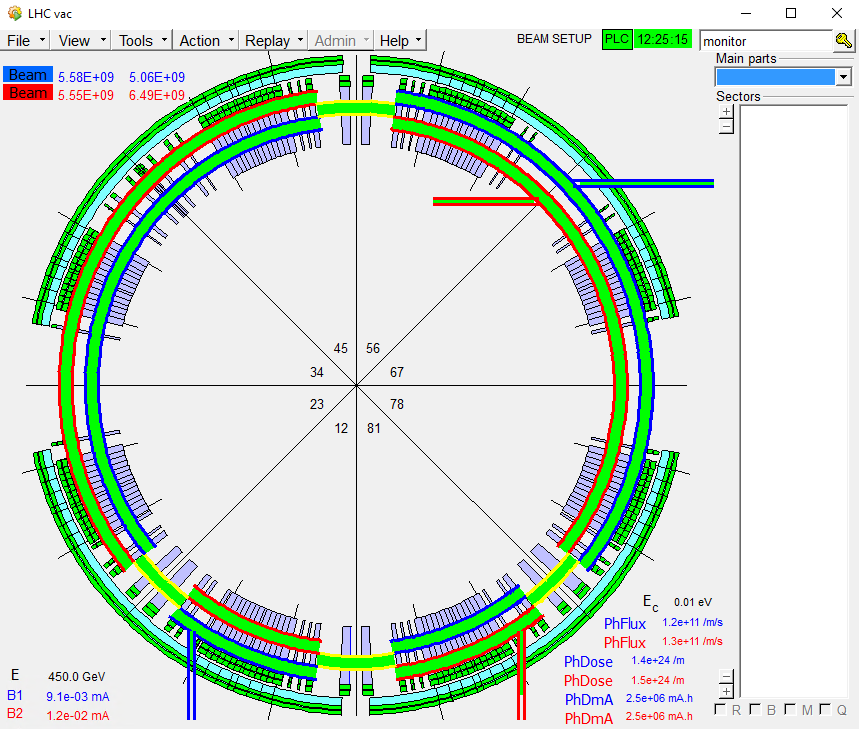 LHC vac
File View Tools Action Replay Admin Help BEAM SETUP PLC 12:25:15 monitor
Main parts
Beam 5.58E+09 5.06E+09
Beam 5.55E+09 6.49E+09
Sectors
+
−
45 56
34 67
23 78
12 81
E 450.0 GeV
B1 9.1e-03 mA
B2 1.2e-02 mA
Ec 0.01 eV
PhFlux 1.2e+11 /m/s
PhFlux 1.3e+11 /m/s
PhDose 1.4e+24 /m
PhDose 1.5e+24 /m
PhDmA 2.5e+06 mA.h
PhDmA 2.5e+06 mA.h
−
+
R B M Q